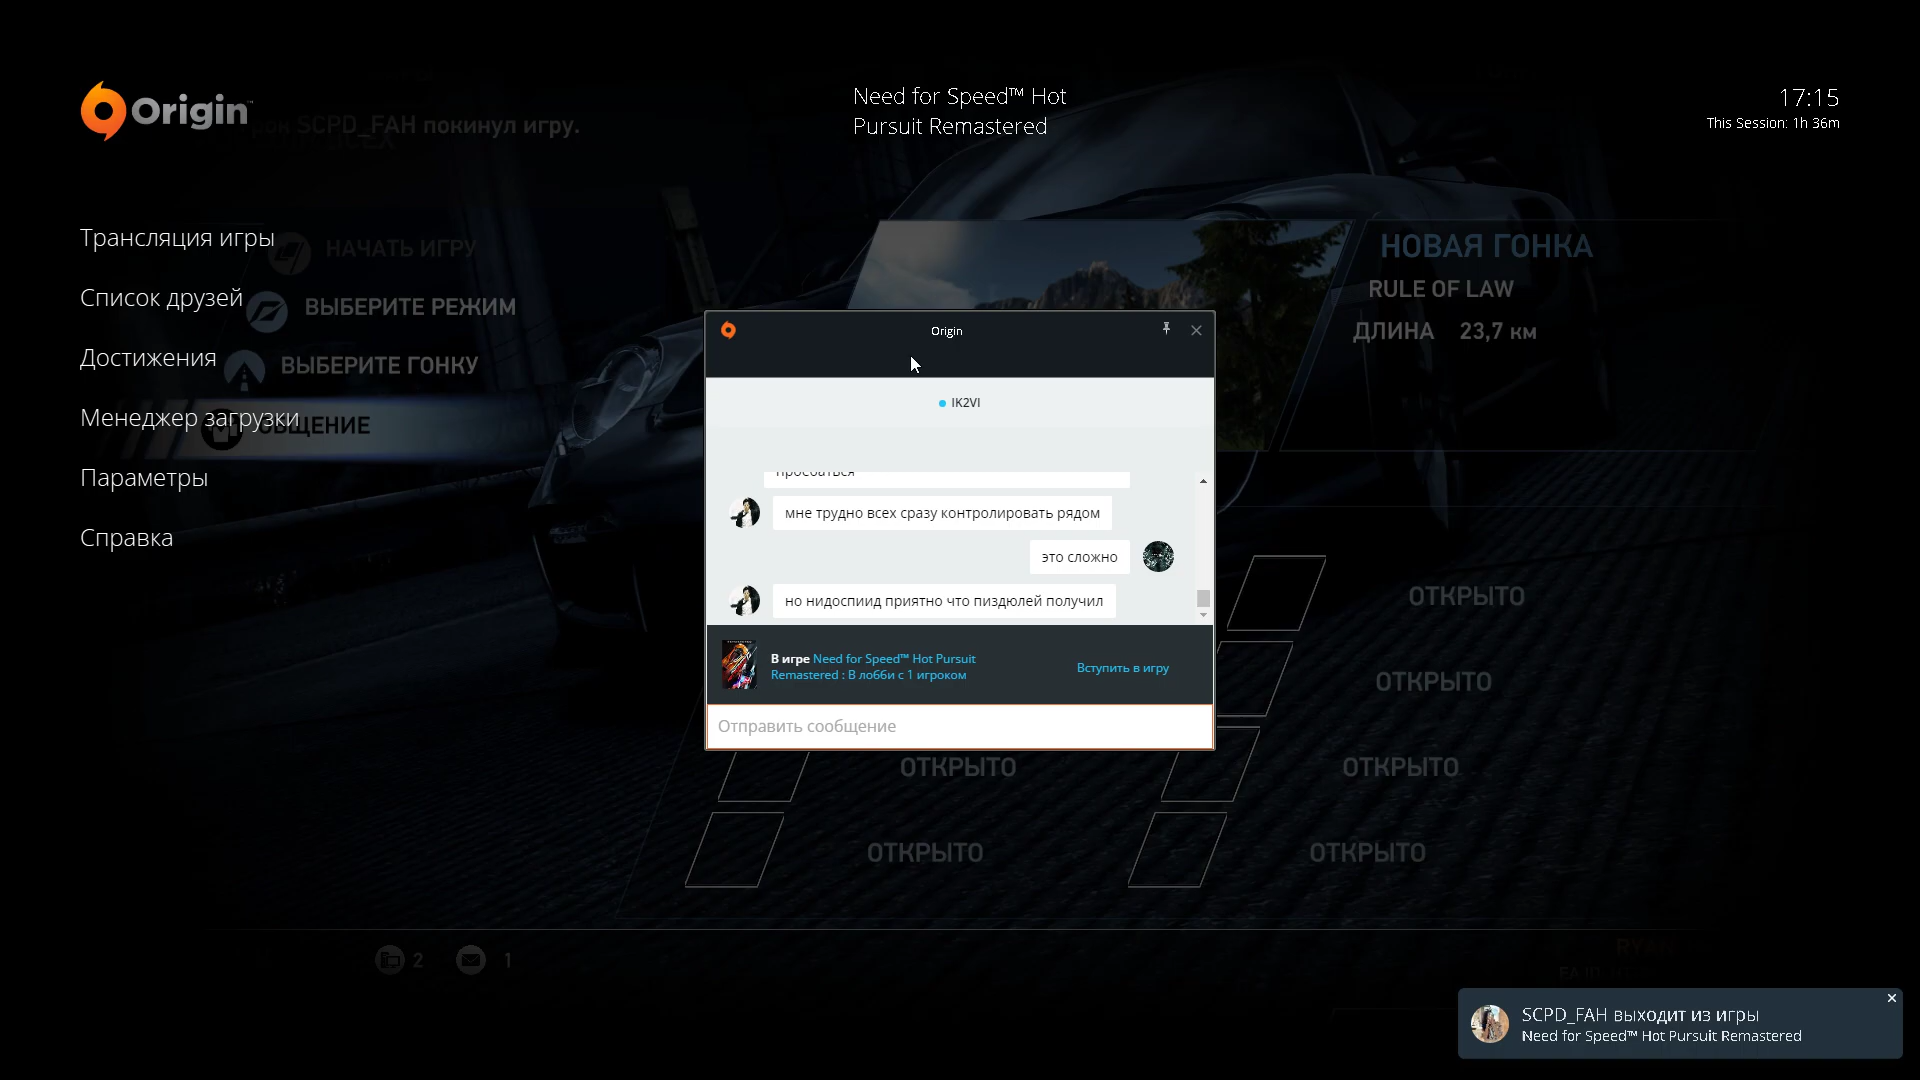 Origin
рок SCPD_FAH покинул игру.
Need for Speed™ Hot
Pursuit Remastered
17:15
This Session: 1h 36m
Трансляция игры
НАЧАТЬ ИГРУ
Список друзей
ВЫБЕРИТЕ РЕЖИМ
Достижения
ВЫБЕРИТЕ ГОНКУ
Менеджер загрузки
ОБЩЕНИЕ
Параметры
Справка
НОВАЯ ГОНКА
RULE OF LAW
ДЛИНА 23,7 км
Origin
IK2VI
мне трудно всех сразу контролировать рядом
это сложно
но нидоспиид приятно что пиздюлей получил
В игре Need for Speed™ Hot Pursuit
Remastered : В лобби с 1 игроком
Вступить в игру
Отправить сообщение
ОТКРЫТО
ОТКРЫТО
ОТКРЫТО
ОТКРЫТО
ОТКРЫТО
ОТКРЫТО
2
1
SCPD_FAH выходит из игры
Need for Speed™ Hot Pursuit Remastered